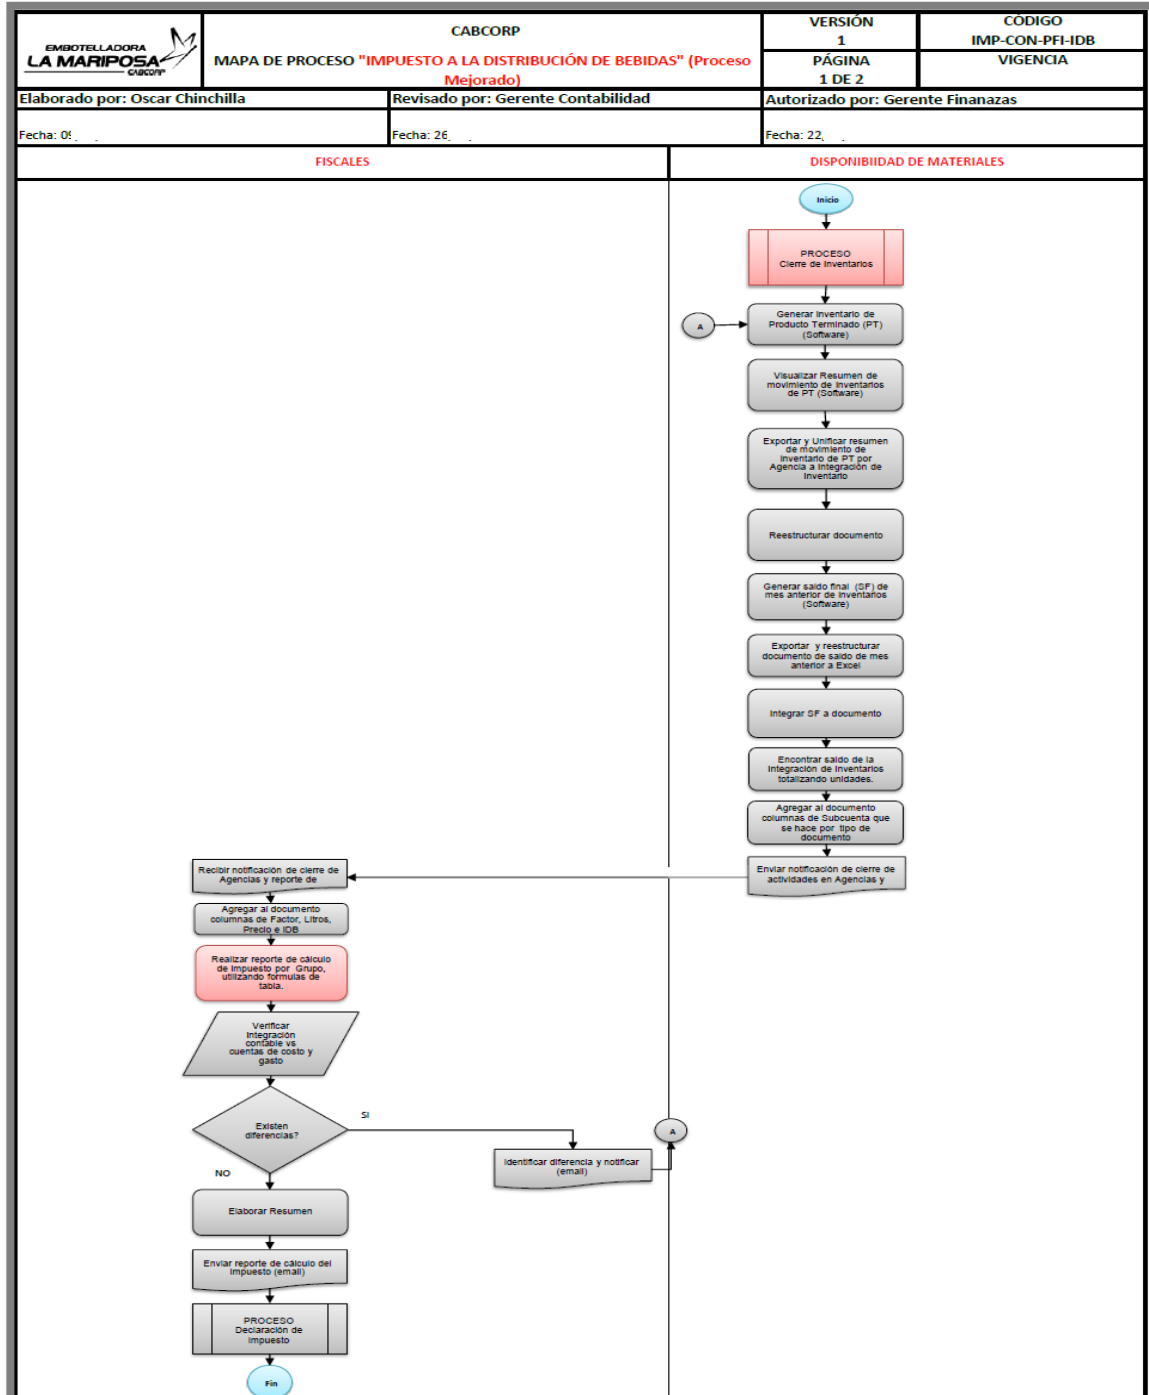 EMBOTELLADORA
LA MARIPOSA
CABCORP
CABCORP
MAPA DE PROCESO "IMPUESTO A LA DISTRIBUCIÓN DE BEBIDAS" (Proceso
Mejorado)
VERSIÓN
1
CÓDIGO
IMP-CON-PFI-IDB
PÁGINA
1 DE 2
VIGENCIA
Elaborado por: Oscar Chinchilla
Revisado por: Gerente Contabilidad
Autorizado por: Gerente Finanazas
Fecha:
Fecha: 26
Fecha: 22
FISCALES
DISPONIBIIDAD DE MATERIALES
Inicio
PROCESO
Cierre de Inventarios
A
Generar Inventario de
Producto Terminado (PT)
(Software)
Visualizar Resumen de
movimiento de Inventarios
de PT (Software)
Exportar y Unificar resumen
de movimiento de
Inventario de PT por
Agencia a Integración de
Inventario
Reestructurar documento
Generar saldo final (SF) de
mes anterior de Inventarios
(Software)
Exportar y reestructurar
documento de saldo de mes
anterior a Excel
Integrar SF a documento
Encontrar saldo de la
Integración de Inventarios
totalizando unidades.
Agregar al documento
columnas de Subcuenta que
se hace por tipo de
documento
Enviar notificación de cierre de
actividades en Agencias y
Recibir notificación de cierre de
Agencias y reporte de
Agregar al documento
columnas de Factor, Litros,
Precio e IDB
Realizar reporte de cálculo
de Impuesto por Grupo,
utilizando formulas de
tabla.
Verificar
Integración
contable vs
cuentas de costo y
gasto
Existen
diferencias?
SI
Identificar diferencia y notificar
(email)
A
NO
Elaborar Resumen
Enviar reporte de cálculo del
Impuesto (email)
PROCESO
Declaración de
Impuesto
Fin